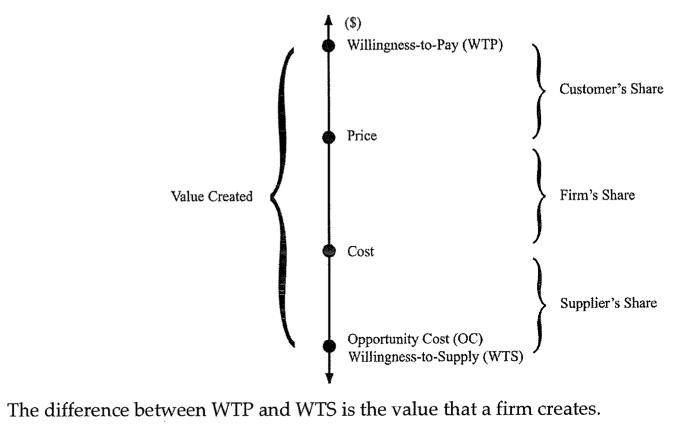 ($)
Willingness-to-Pay (WTP)
Customer's Share
Price
Value Created
Firm's Share
Cost
Supplier's Share
Opportunity Cost (OC)
Willingness-to-Supply (WTS)
The difference between WTP and WTS is the value that a firm creates.